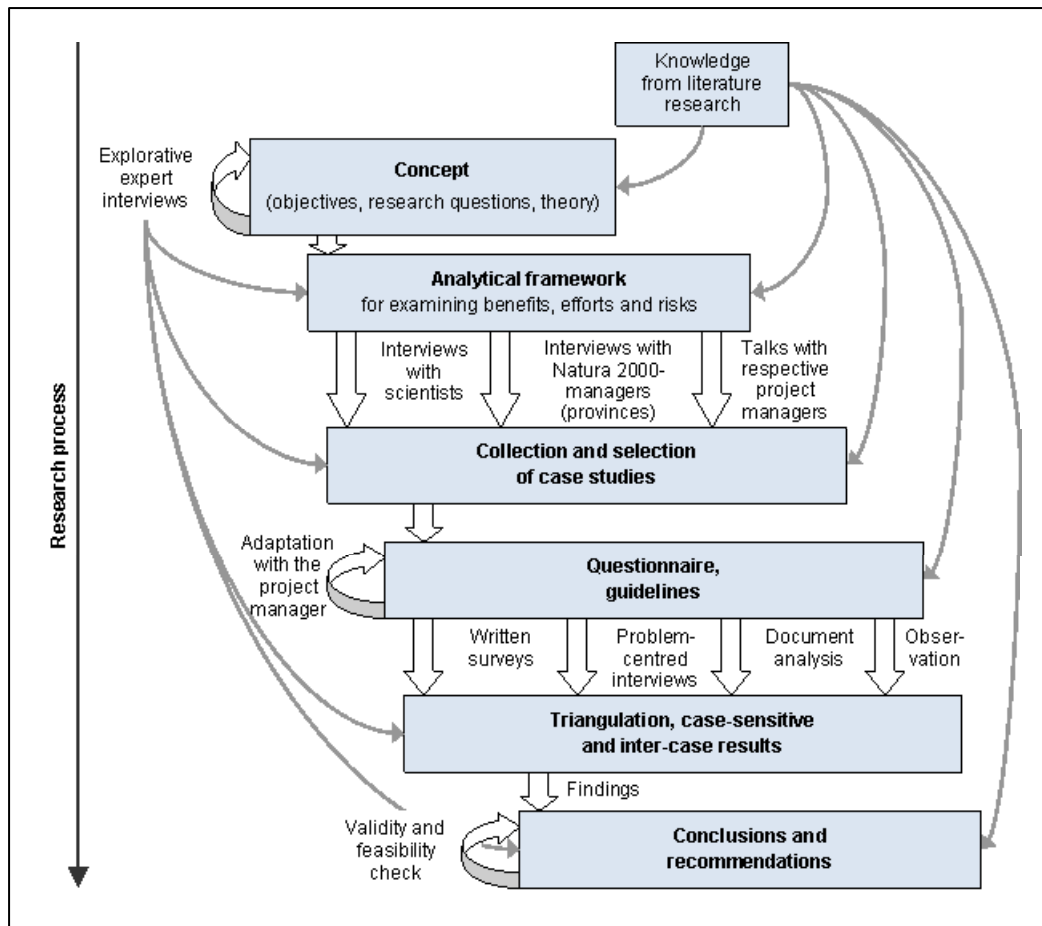 Knowledge
from literature
research
Explorative
expert
interviews
Concept
(objectives, research questions, theory)
Analytical framework
for examining benefits, efforts and risks
Interviews
with
scientists
Interviews with
Natura 2000-
managers
(provinces)
Talks with
respective
project
managers
Collection and selection
of case studies
Research process
Adaptation
with the
project
manager
Questionnaire,
guidelines
Written
surveys
Problem-
centred
interviews
Document
analysis
Obser-
vation
Triangulation, case-sensitive
and inter-case results
Findings
Validity and
feasibility
check
Conclusions and
recommendations